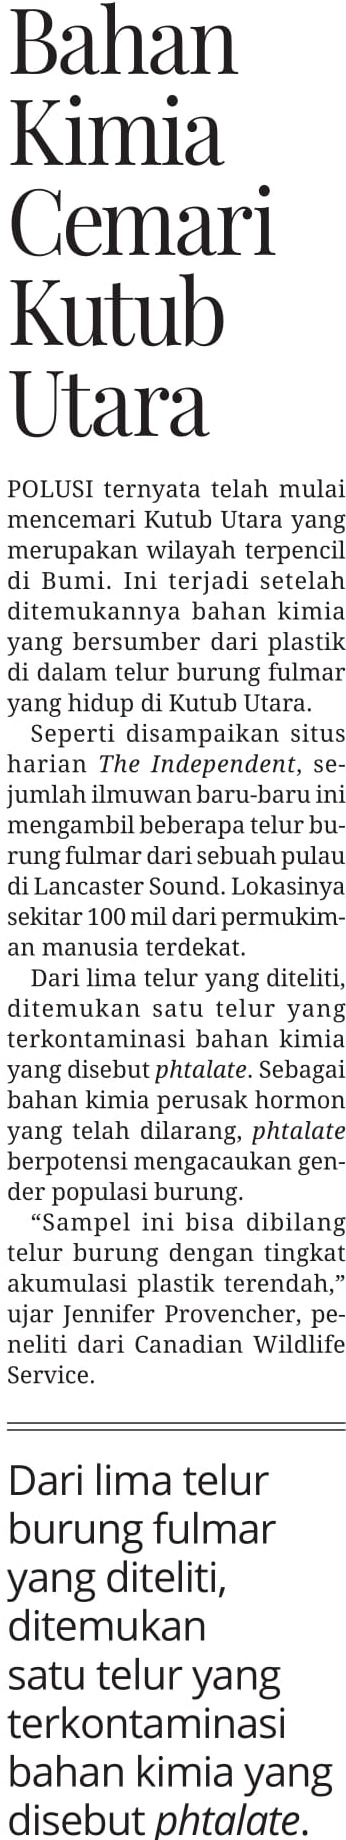 Bahan
Kimia
Cemari
Kutub
Utara
POLUSI ternyata telah mulai
mencemari Kutub Utara yang
merupakan wilayah terpencil
di Bumi. Ini terjadi setelah
ditemukannya bahan kimia
yang bersumber dari plastik
di dalam telur burung fulmar
yang hidup di Kutub Utara.
Seperti disampaikan situs
harian The Independent, se-
jumlah ilmuwan baru-baru ini
mengambil beberapa telur bu-
rung fulmar dari sebuah pulau
di Lancaster Sound. Lokasinya
sekitar 100 mil dari permukim-
an manusia terdekat.
Dari lima telur yang diteliti,
ditemukan satu telur yang
terkontaminasi bahan kimia
yang disebut phtalate. Sebagai
bahan kimia perusak hormon
yang telah dilarang, phtalate
berpotensi mengacaukan gen-
der populasi burung.
“Sampel ini bisa dibilang
telur burung dengan tingkat
akumulasi plastik terendah,”
ujar Jennifer Provencher, pe-
neliti dari Canadian Wildlife
Service.
Dari lima telur
burung fulmar
yang diteliti,
ditemukan
satu telur yang
terkontaminasi
bahan kimia yang
disebut phtalate.